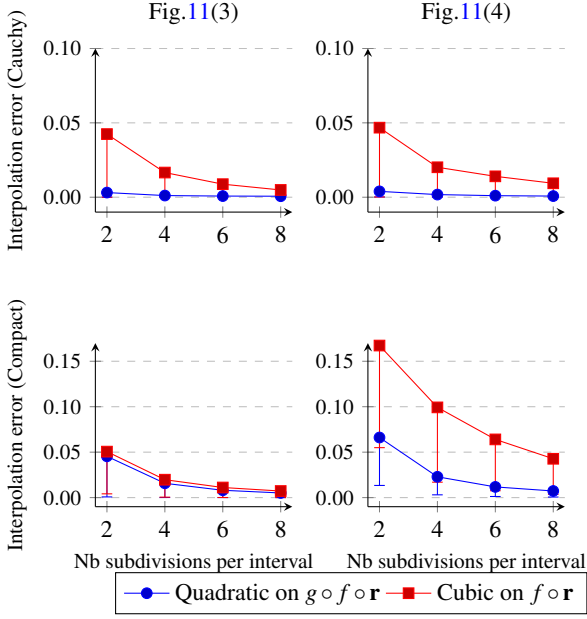 Fig.11(3) Fig.11(4)
Interpolation error (Cauchy)
0.10 0.10
0.05 0.05
0.00 0.00
2 4 6 8 2 4 6 8
Interpolation error (Compact)
0.15 0.15
0.10 0.10
0.05 0.05
0.00 0.00
2 4 6 8 2 4 6 8
Nb subdivisions per interval Nb subdivisions per interval
Quadratic on g ∘ f ∘ r Cubic on f ∘ r